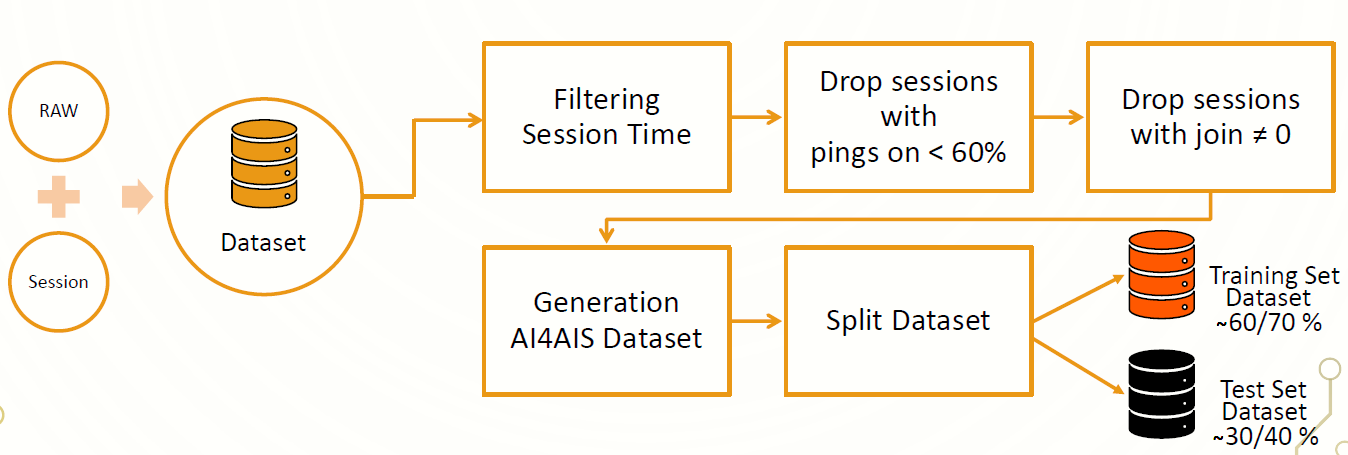 RAW
Session
Dataset
Filtering
Session Time
Drop sessions
with
pings on < 60%
Drop sessions
with join ≠ 0
Generation
AI4AIS Dataset
Split Dataset
Training Set
Dataset
~60/70 %
Test Set
Dataset
~30/40 %